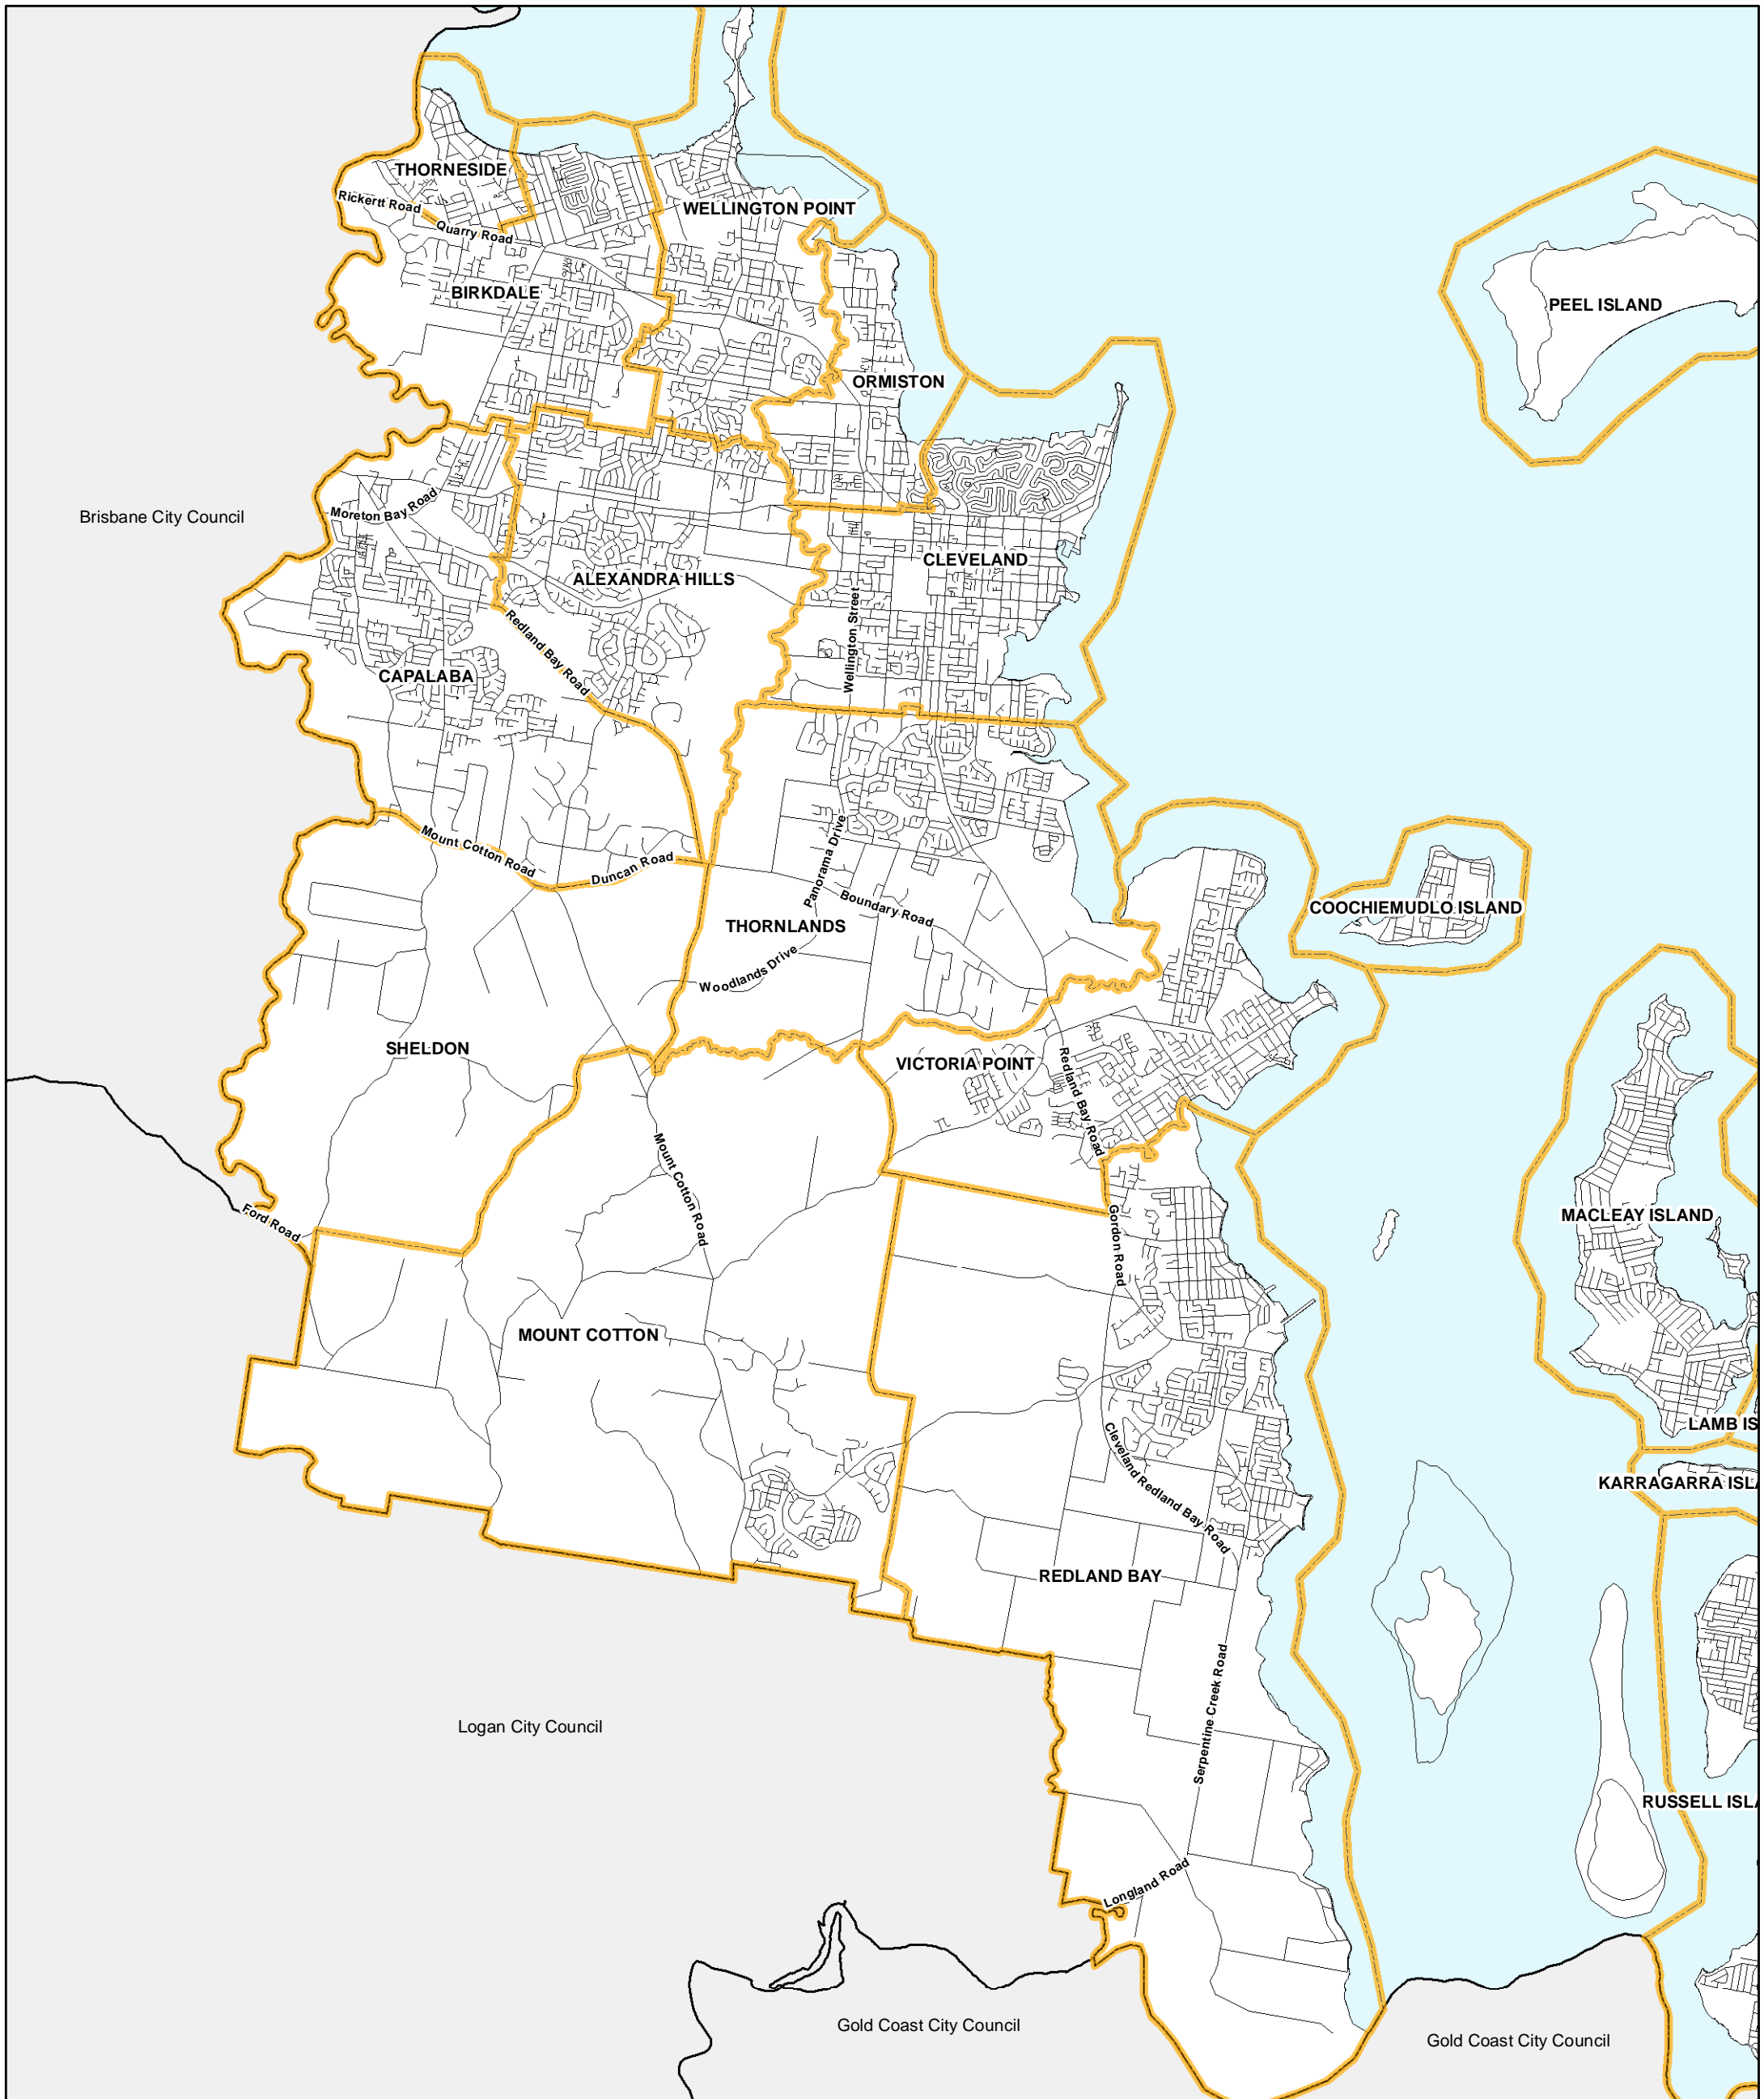 THORNESIDE
Rickertt Road
WELLINGTON POINT
Quarry Road
BIRKDALE
PEEL ISLAND
ORMISTON
Moreton Bay Road
Brisbane City Council
CLEVELAND
ALEXANDRA HILLS
Wellington Street
Redland Bay Road
CAPALABA
Mount Cotton Road
Duncan Road
Panorama Drive
Boundary Road
COOCHIEMUDLO ISLAND
THORNLANDS
Woodlands Drive
SHELDON
VICTORIA POINT
Redland Bay Road
Mount Cotton Road
Ford Road
Gordon Road
MACLEAY ISLAND
MOUNT COTTON
LAMB IS
KARRAGARRA ISLA
Cleveland Redland Bay Road
REDLAND BAY
Serpentine Creek Road
Logan City Council
RUSSELL ISLA
Longland Road
Gold Coast City Council
Gold Coast City Council